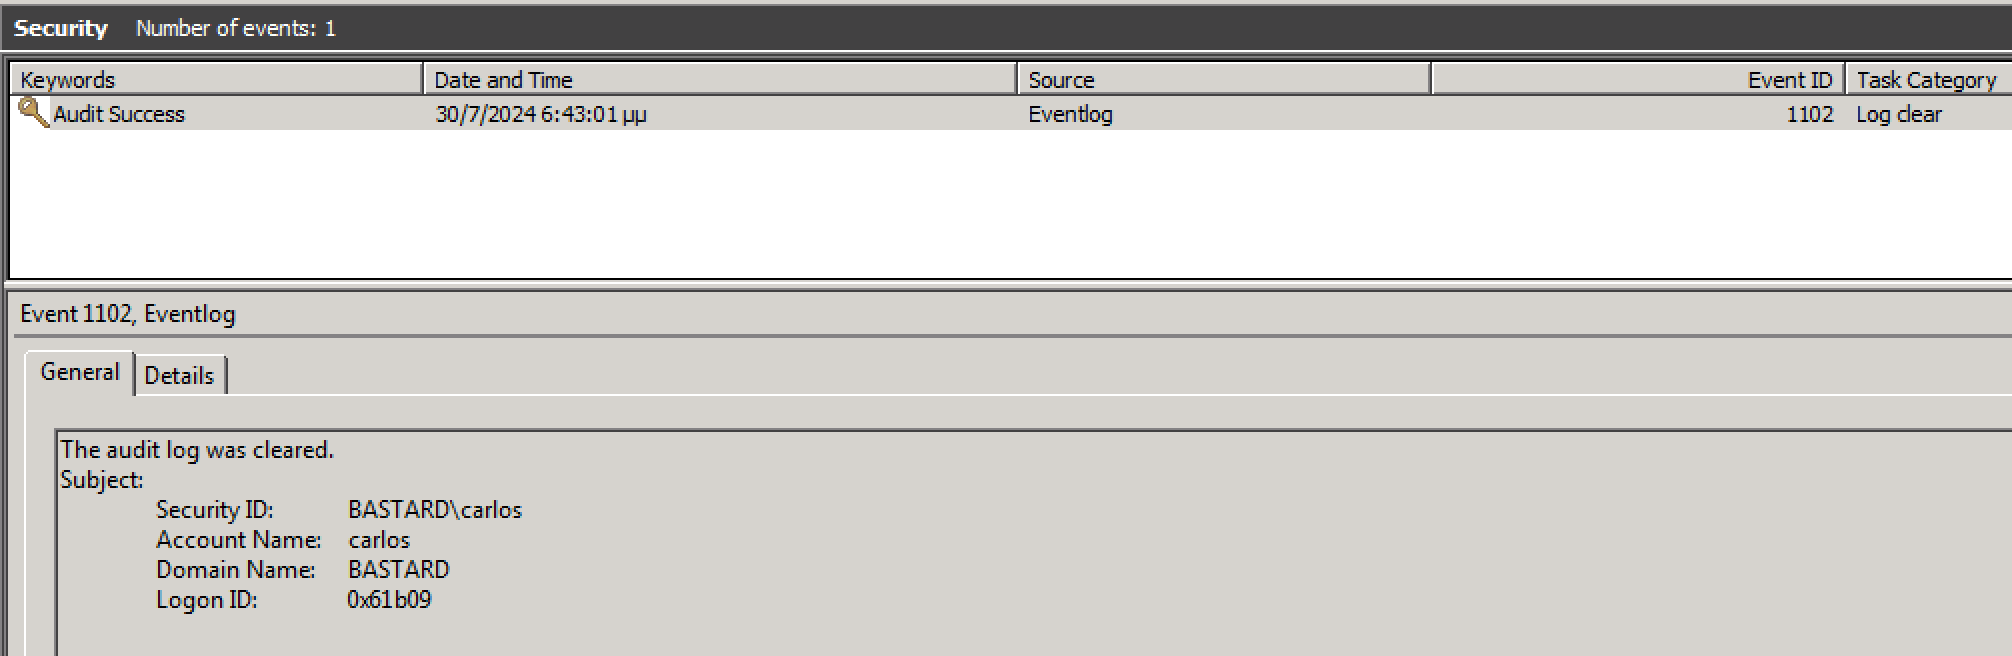 Security Number of events: 1
Keywords Date and Time Source Event ID Task Category
Audit Success 30/7/2024 6:43:01 μμ Eventlog 1102 Log clear
Event 1102, Eventlog
General Details
The audit log was cleared.
Subject:
Security ID: BASTARD\carlos
Account Name: carlos
Domain Name: BASTARD
Logon ID: 0x61b09